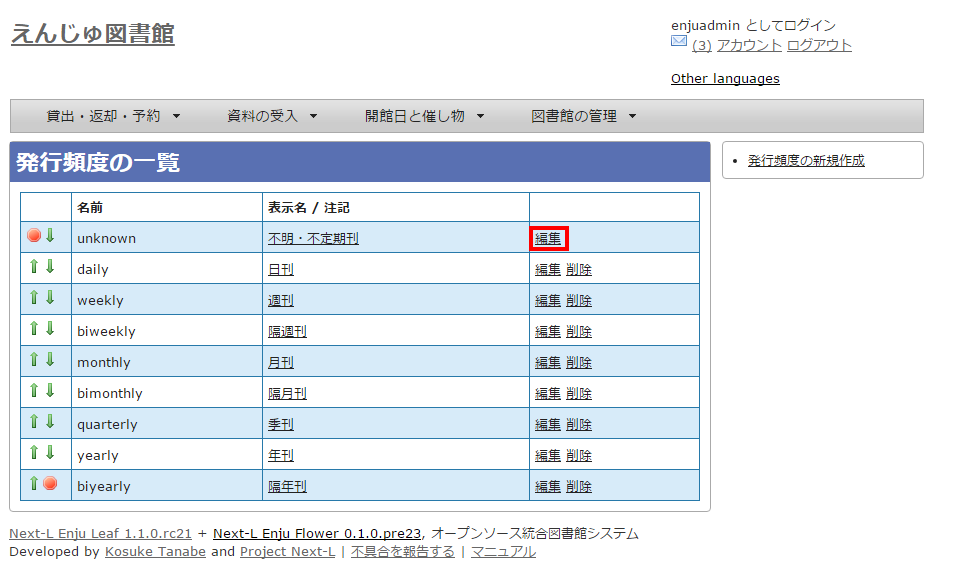 えんじゅ図書館
enjuadmin としてログイン
(3) アカウント ログアウト
Other languages
貸出・返却・予約 資料の受入 開館日と催し物 図書館の管理
発行頻度の一覧
発行頻度の新規作成
名前 表示名 / 注記
unknown 不明・不定期刊 編集
daily 日刊 編集 削除
weekly 週刊 編集 削除
biweekly 隔週刊 編集 削除
monthly 月刊 編集 削除
bimonthly 隔月刊 編集 削除
quarterly 季刊 編集 削除
yearly 年刊 編集 削除
biyearly 隔年刊 編集 削除
Next-L Enju Leaf 1.1.0.rc21 + Next-L Enju Flower 0.1.0.pre23, オープンソース統合図書館システム
Developed by Kosuke Tanabe and Project Next-L | 不具合を報告する | マニュアル